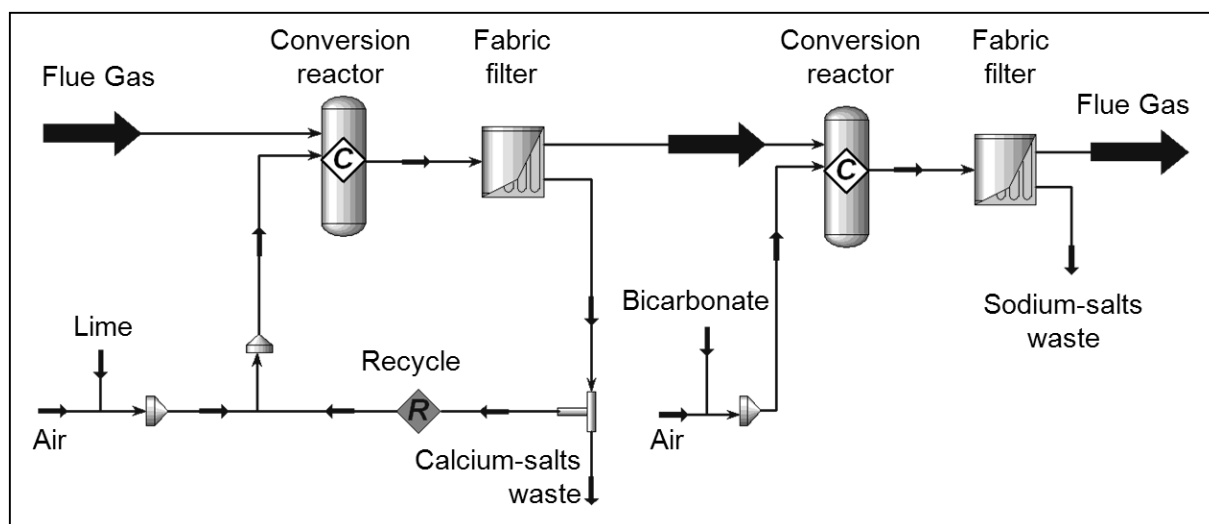 Conversion
reactor
Fabric
filter
Conversion
reactor
Fabric
filter
Flue Gas
Flue Gas
C
C
Bicarbonate
Sodium-salts
waste
Lime
Recycle
R
Air
Air
Calcium-salts
waste